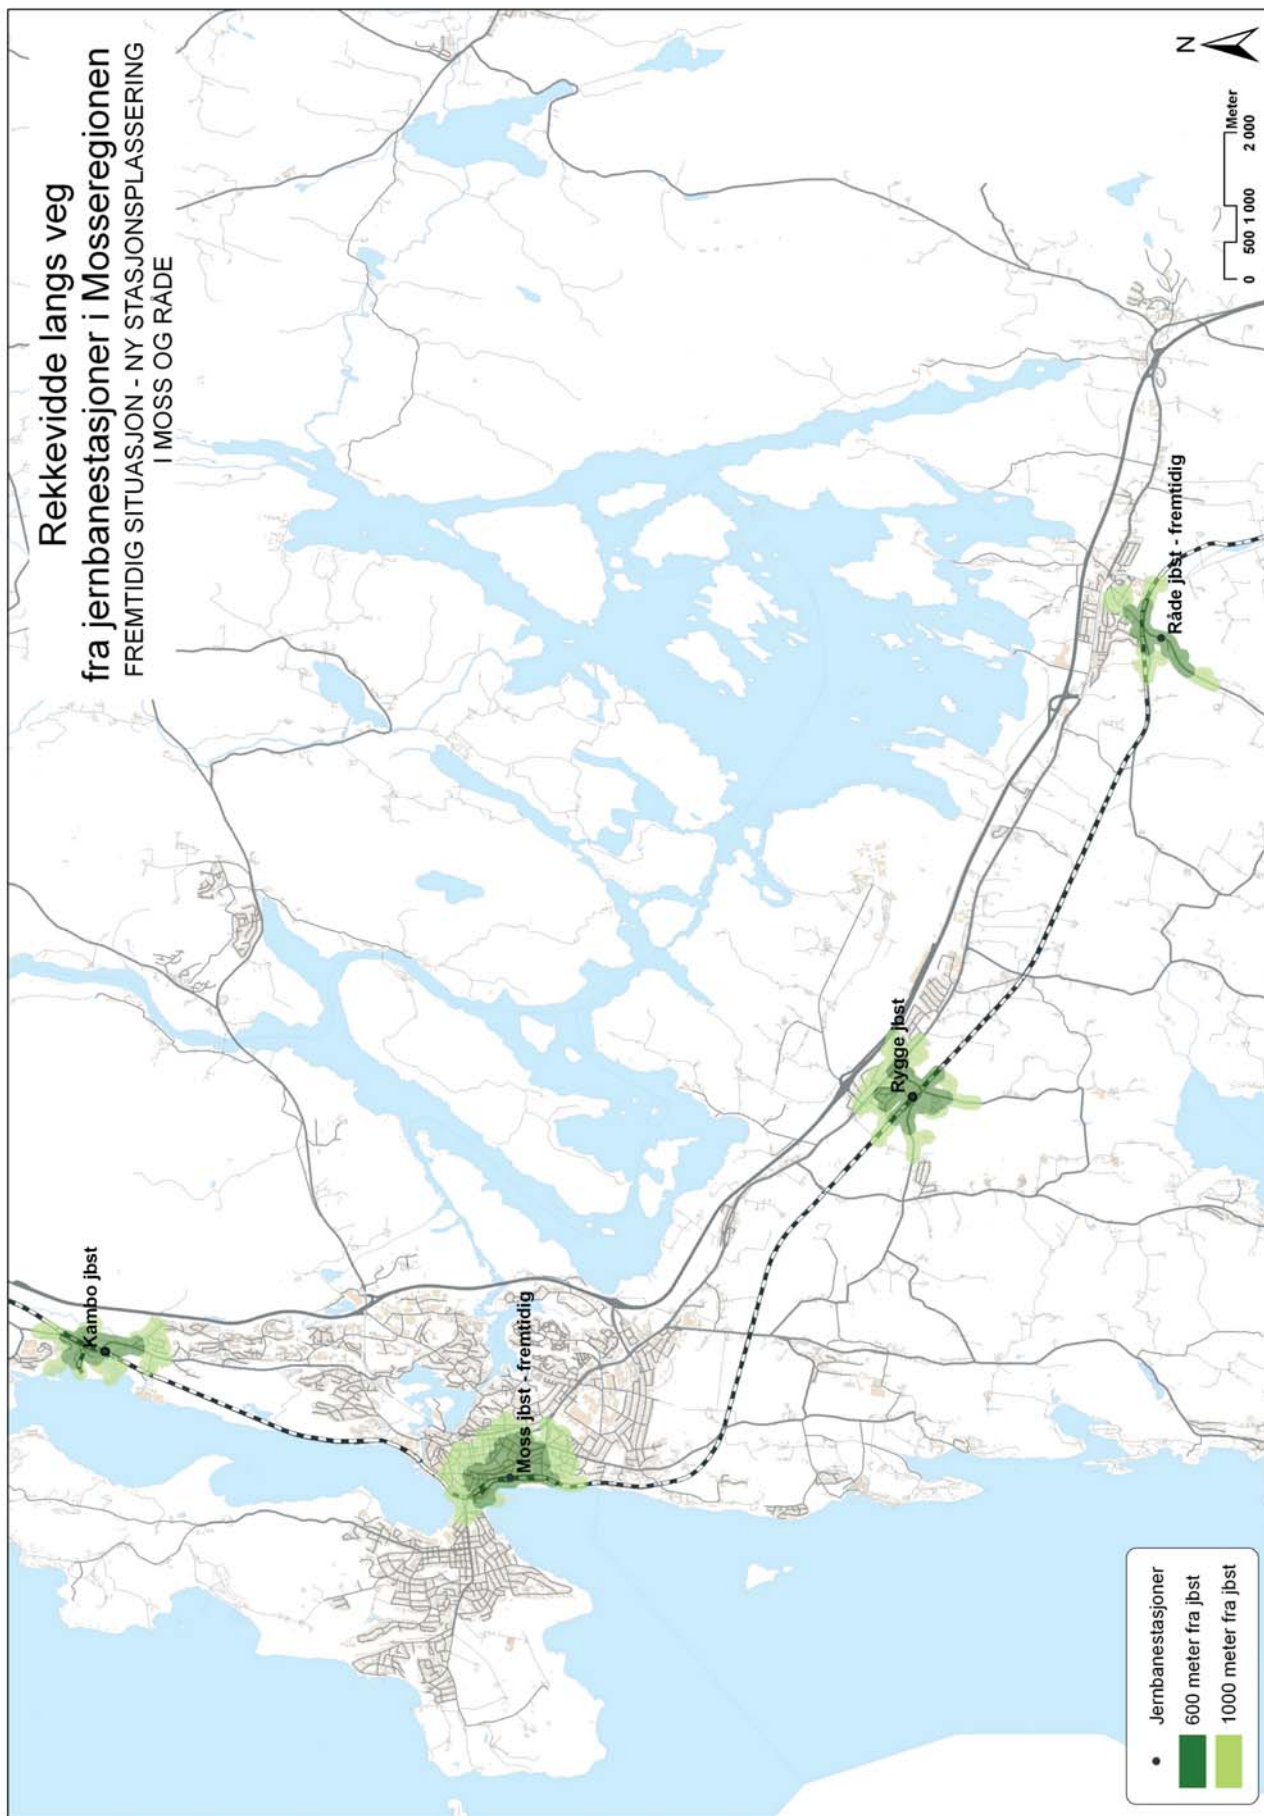 Rekkevidde langs veg
fra jernbanestasjoner i Mosseregionen
FREMTIDIG SITUASJON - NY STASJONSPLASSERING
I MOSS OG RÅDE
Kambo jbst
Moss jbst - fremtidig
Rygge jbst
Råde jbst - fremtidig
N
0 500 1 000 2 000
Meter
Jernbanestasjoner
600 meter fra jbst
1000 meter fra jbst